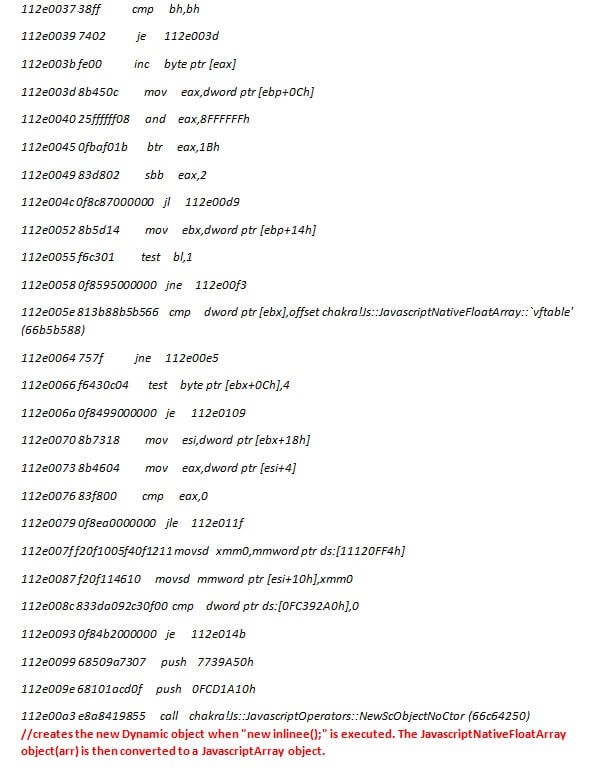 112e0037 38ff cmp bh,bh
112e0039 7402 je 112e003d
112e003b fe00 inc byte ptr [eax]
112e003d 8b450c mov eax,dword ptr [ebp+0Ch]
112e0040 25ffffff08 and eax,8FFFFFFh
112e0045 0fbaf01b btr eax,1Bh
112e0049 83d802 sbb eax,2
112e004c 0f8c87000000 jl 112e00d9
112e0052 8b5d14 mov ebx,dword ptr [ebp+14h]
112e0055 f6c301 test bl,1
112e0058 0f8595000000 jne 112e00f3
112e005e 813b88b5b566 cmp dword ptr [ebx],offset chakra!Js::JavascriptNativeFloatArray::`vftable'
(66b5b588)
112e0064 757f jne 112e00e5
112e0066 f6430c04 test byte ptr [ebx+0Ch],4
112e006a 0f8499000000 je 112e0109
112e0070 8b7318 mov esi,dword ptr [ebx+18h]
112e0073 8b4604 mov eax,dword ptr [esi+4]
112e0076 83f800 cmp eax,0
112e0079 0f8ea0000000 jle 112e011f
112e007f f20f1005f40f1211 movsd xmm0,mmword ptr ds:[11120FF4h]
112e0087 f20f114610 movsd mmword ptr [esi+10h],xmm0
112e008c 833da092c30f00 cmp dword ptr ds:[0FC392A0h],0
112e0093 0f84b2000000 je 112e014b
112e0099 68509a7307 push 7739A50h
112e009e 68101acd0f push 0FCD1A10h
112e00a3 e8a8419855 call chakra!Js::JavascriptOperators::NewScObjectNoCtor (66c64250)
//creates the new Dynamic object when "new inlinee();" is executed. The JavascriptNativeFloatArray
object(arr) is then converted to a JavascriptArray object.